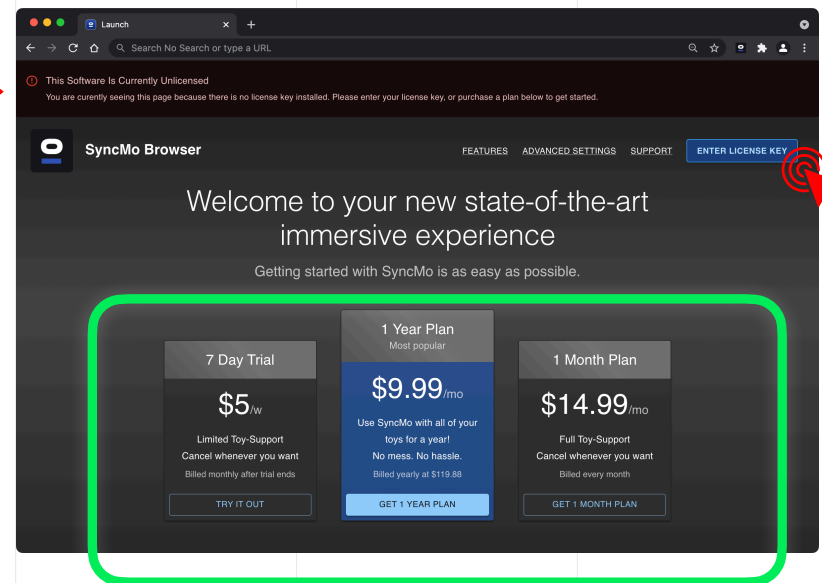 Launch
Search No Search or type a URL
This Software Is Currently Unlicensed
You are curently seeing this page because there is no license key installed. Please enter your license key, or purchase a plan below to get started.
SyncMo Browser
FEATURES
ADVANCED SETTINGS
SUPPORT
ENTER LICENSE KEY
Welcome to your new state-of-the-art
immersive experience
Getting started with SyncMo is as easy as possible.
7 Day Trial
$5/w
Limited Toy-Support
Cancel whenever you want
Billed monthly after trial ends
TRY IT OUT
1 Year Plan
Most popular
$9.99/mo
Use SyncMo with all of your
toys for a year!
No mess. No hassle.
Billed yearly at $119.88
GET 1 YEAR PLAN
1 Month Plan
$14.99/mo
Full Toy-Support
Cancel whenever you want
Billed every month
GET 1 MONTH PLAN